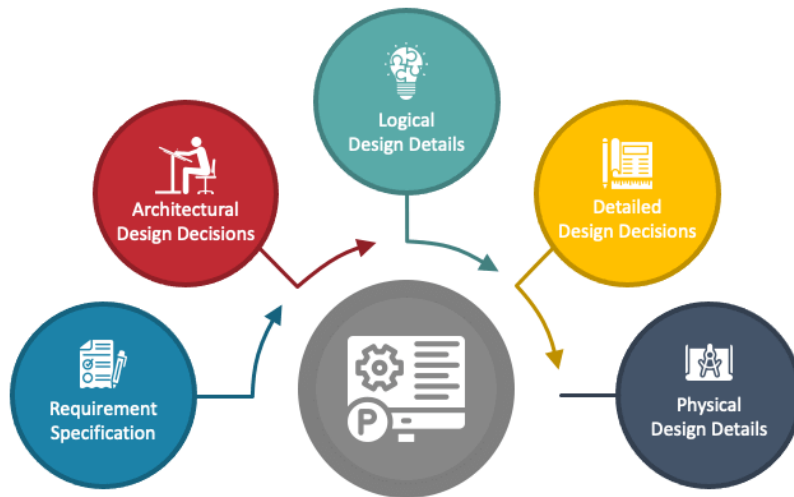 Requirement
Specification
Architectural
Design Decisions
Logical
Design Details
Detailed
Design Decisions
Physical
Design Details
P